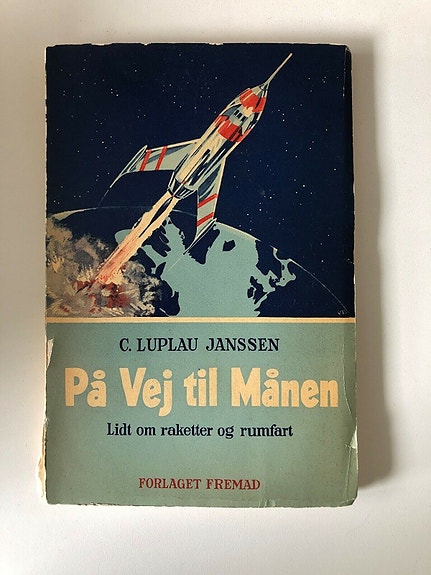 C. LUPLAU JANSSEN
På Vej til Månen
Lidt om raketter og rumfart
FORLAGET FREMAD